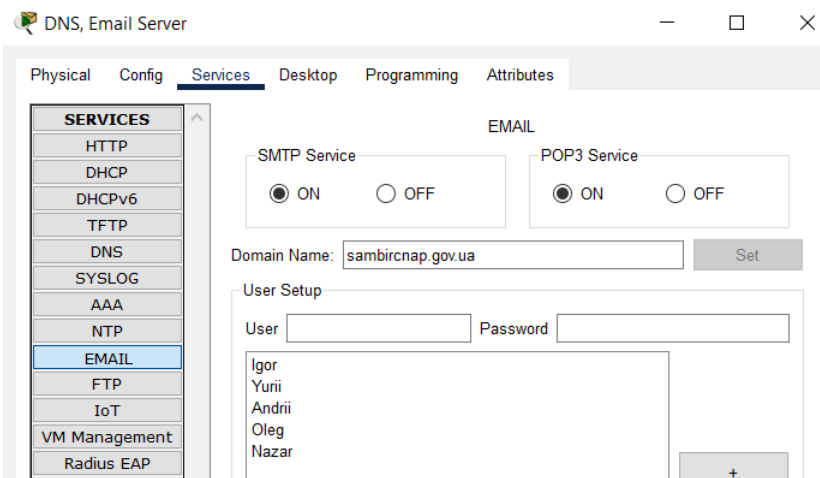 DNS, Email Server
Physical Config Services Desktop Programming Attributes
SERVICES
HTTP
DHCP
DHCPv6
TFTP
DNS
SYSLOG
AAA
NTP
EMAIL
FTP
IoT
VM Management
Radius EAP
EMAIL
SMTP Service
ON OFF
POP3 Service
ON OFF
Domain Name: sambircnap.gov.ua Set
User Setup
User Password
Igor
Yurii
Andrii
Oleg
Nazar
+